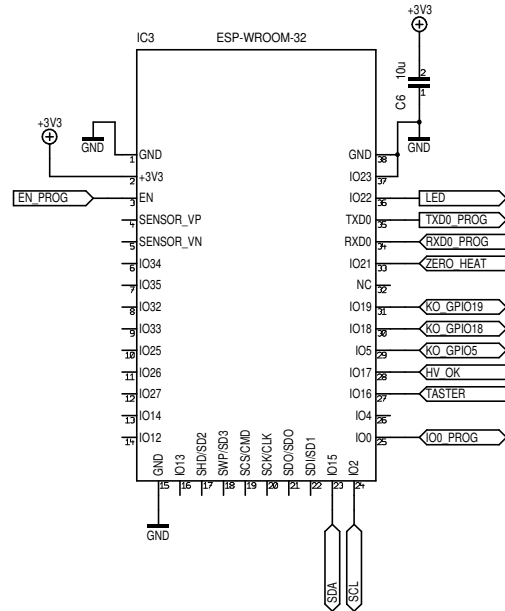 +3V3
IC3 ESP-WROOM-32
10u
C6
2
1
+3V3
GND
GND
1 GND
2 +3V3
EN_PROG 3 EN
4 SENSOR_VP
5 SENSOR_VN
6 IO34
7 IO35
8 IO32
9 IO33
10 IO25
11 IO26
12 IO27
13 IO14
14 IO12
GND 38
IO23 37
IO22 36 LED
TXD0 35 TXD0_PROG
RXD0 34 RXD0_PROG
IO21 33 ZERO_HEAT
NC 32
IO19 31 KO_GPIO19
IO18 30 KO_GPIO18
IO5 29 KO_GPIO5
IO17 28 HV_OK
IO16 27 TASTER
IO4 26
IO0 25 IO0_PROG
GND 15
IO13 16
SHD/SD2 17
SWP/SD3 18
SCS/CMD 19
SCK/CLK 20
SDO/SDO 21
SDI/SD1 22
IO15 23
IO2 24
GND
SDA
SCL